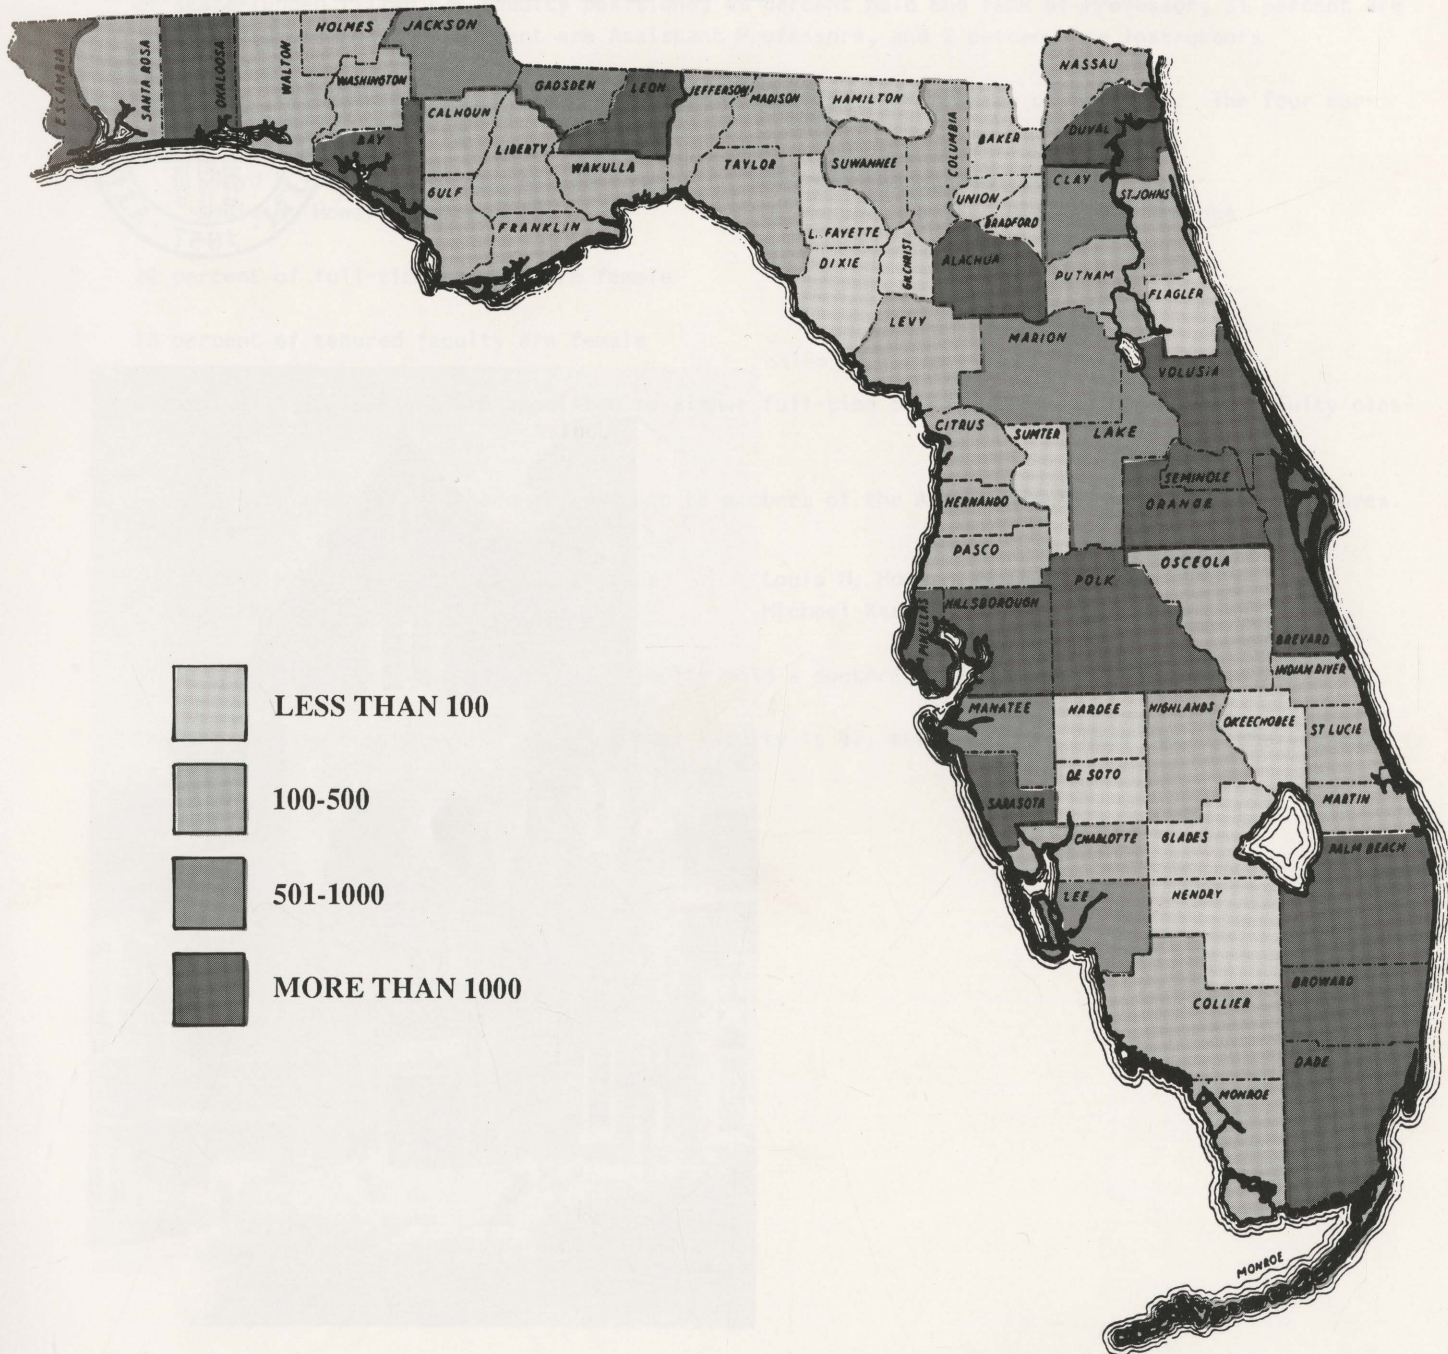 HOLMES
JACKSON
ESCAMBIA
SANTA ROSA
OKALOOSA
WALTON
WASHINGTON
BAY
CALHOUN
GULF
LIBERTY
GADSDEN
LEON
WAKULLA
FRANKLIN
JEFFERSON
MADISON
TAYLOR
HAMILTON
SUWANNEE
L. FAYETTE
DIXIE
GILCHRIST
COLUMBIA
BAKER
UNION
BRADFORD
NASSAU
DUVAL
CLAY
ST.JOHNS
ALACHUA
PUTNAM
FLAGLER
LEVY
MARION
VOLUSIA
CITRUS
SUMTER
LAKE
SEMINOLE
ORANGE
HERNANDO
PASCO
OSCEOLA
POLK
PINELLAS
HILLSBOROUGH
BREVARD
INDIAN RIVER
MANATEE
HARDEE
HIGHLANDS
OKEECHOBEE
ST LUCIE
DE SOTO
SARASOTA
MARTIN
CHARLOTTE
GLADES
PALM BEACH
LEE
HENDRY
COLLIER
BROWARD
DADE
MONROE
MONROE
LESS THAN 100
100-500
501-1000
MORE THAN 1000